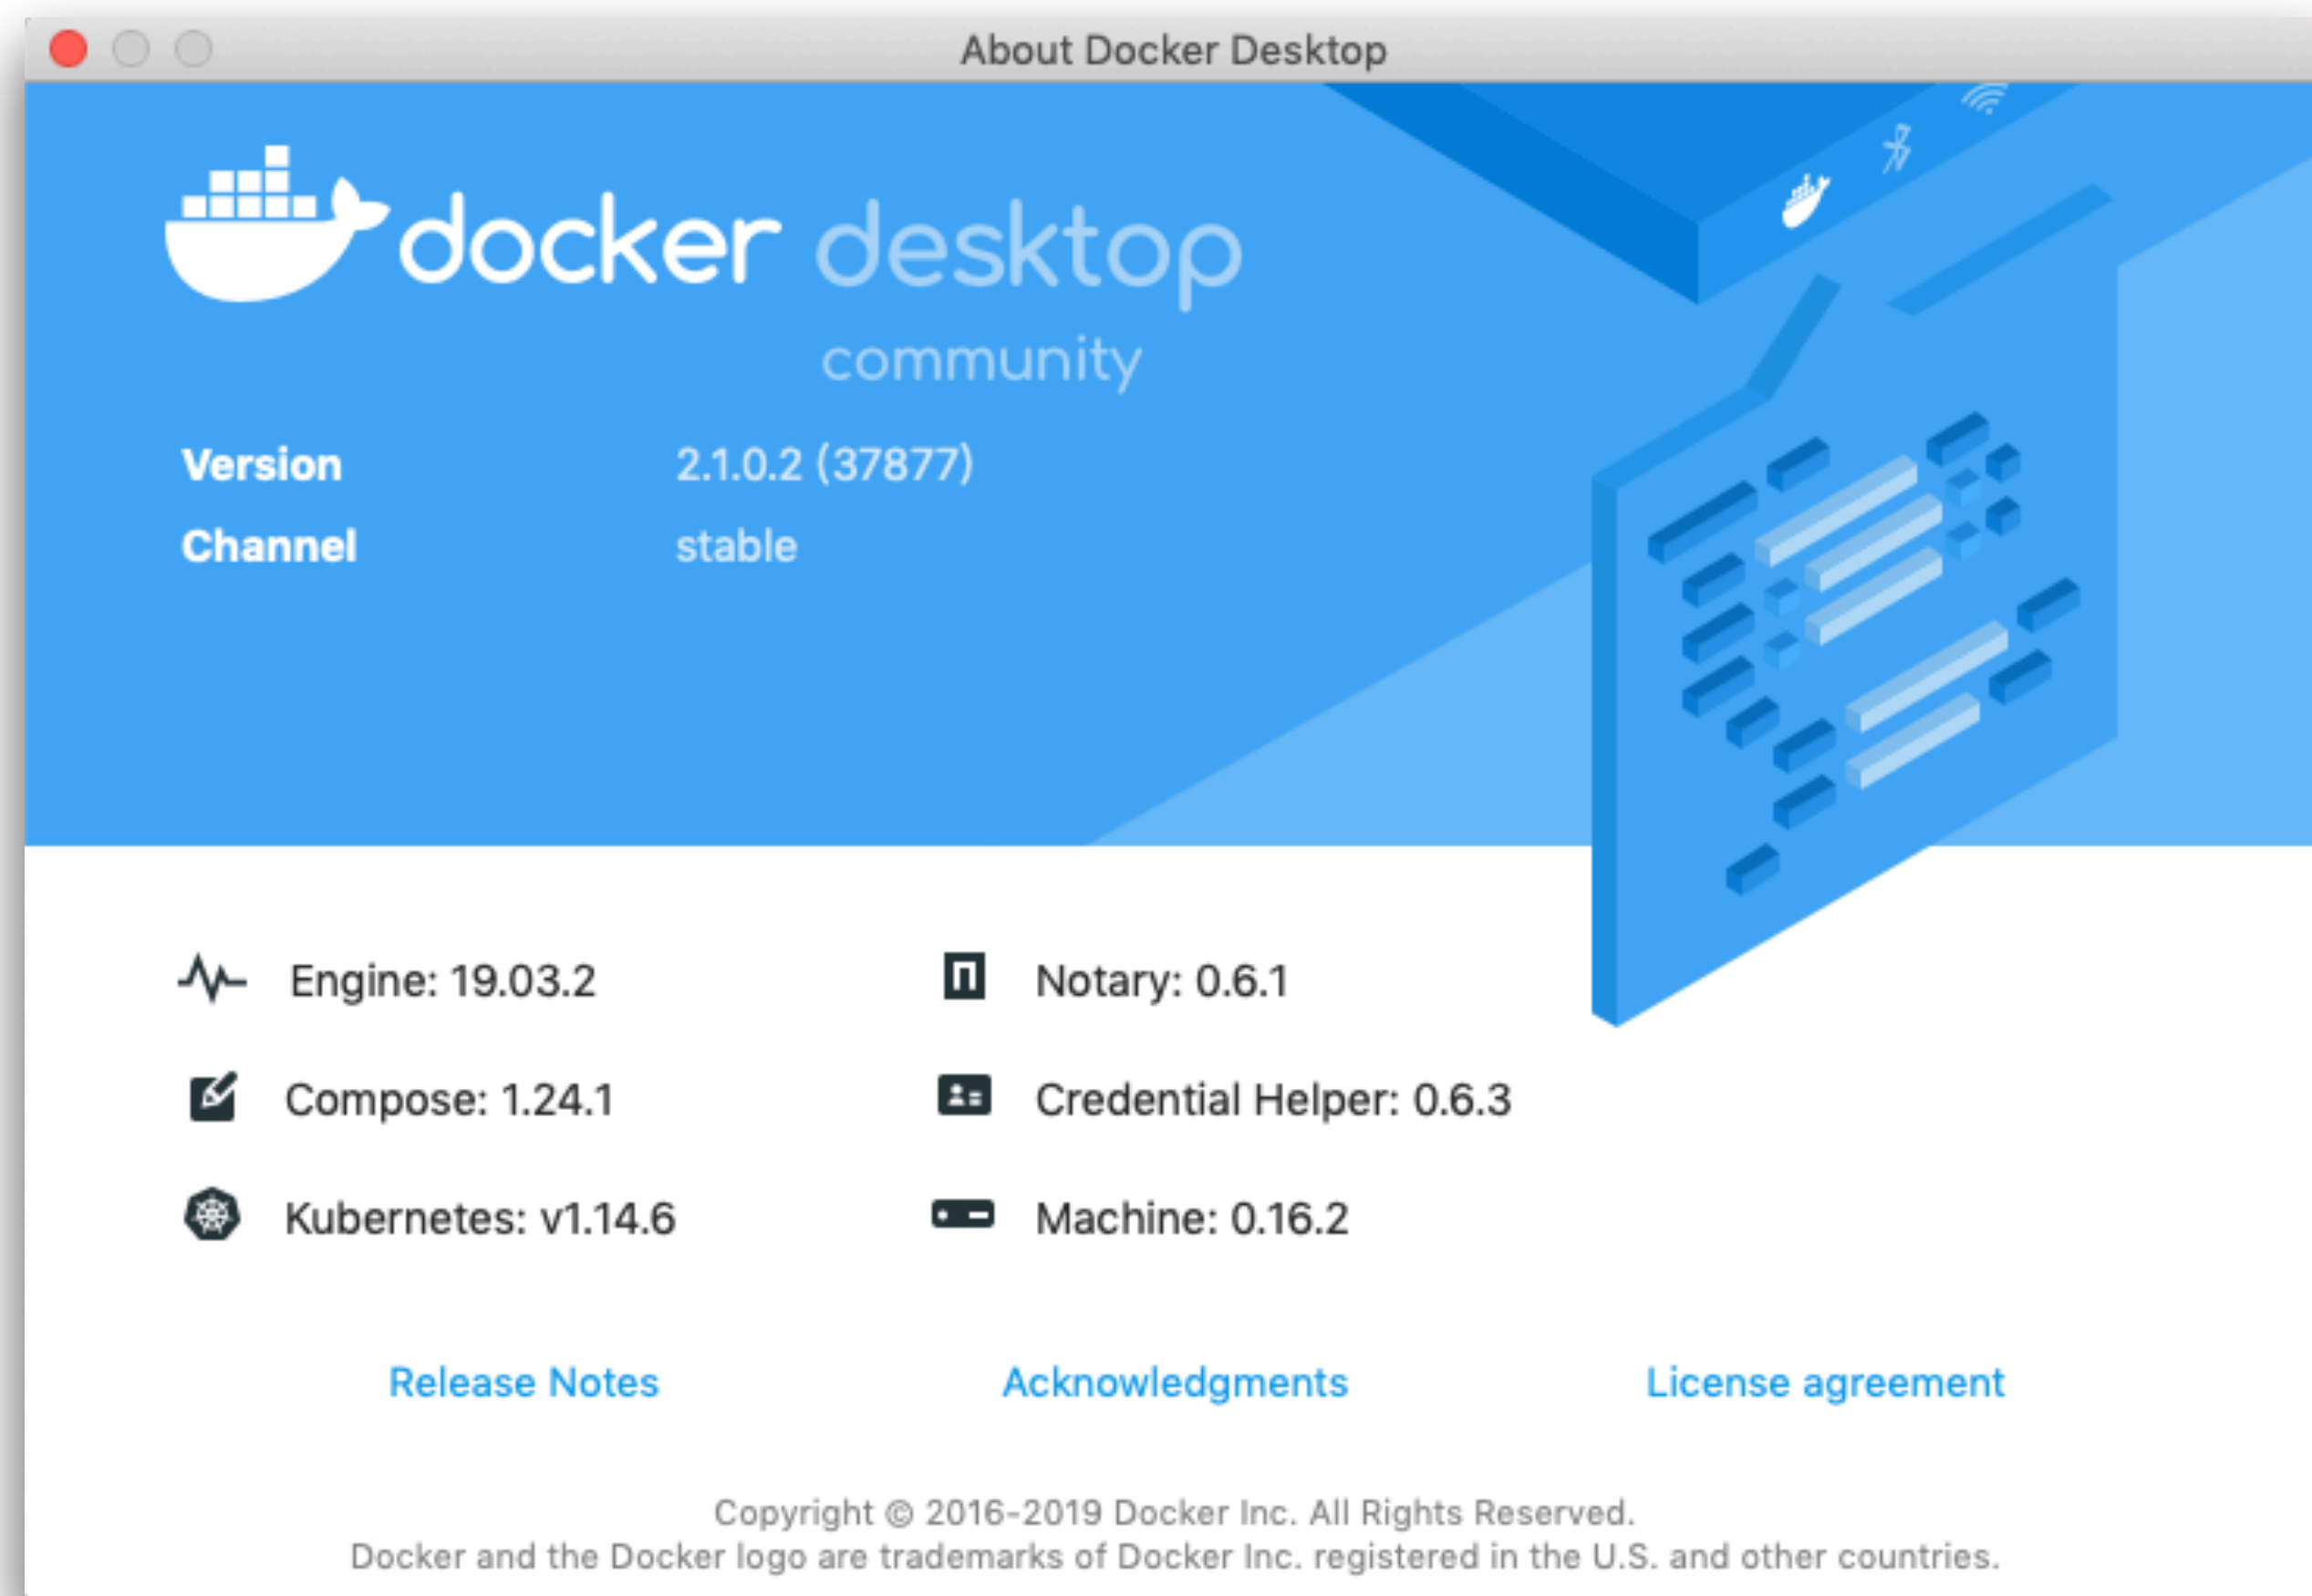 About Docker Desktop
docker desktop
community
Version 2.1.0.2 (37877)
Channel stable
Engine: 19.03.2 Notary: 0.6.1
Compose: 1.24.1 Credential Helper: 0.6.3
Kubernetes: v1.14.6 Machine: 0.16.2
Release Notes Acknowledgments License agreement
Copyright © 2016-2019 Docker Inc. All Rights Reserved.
Docker and the Docker logo are trademarks of Docker Inc. registered in the U.S. and other countries.